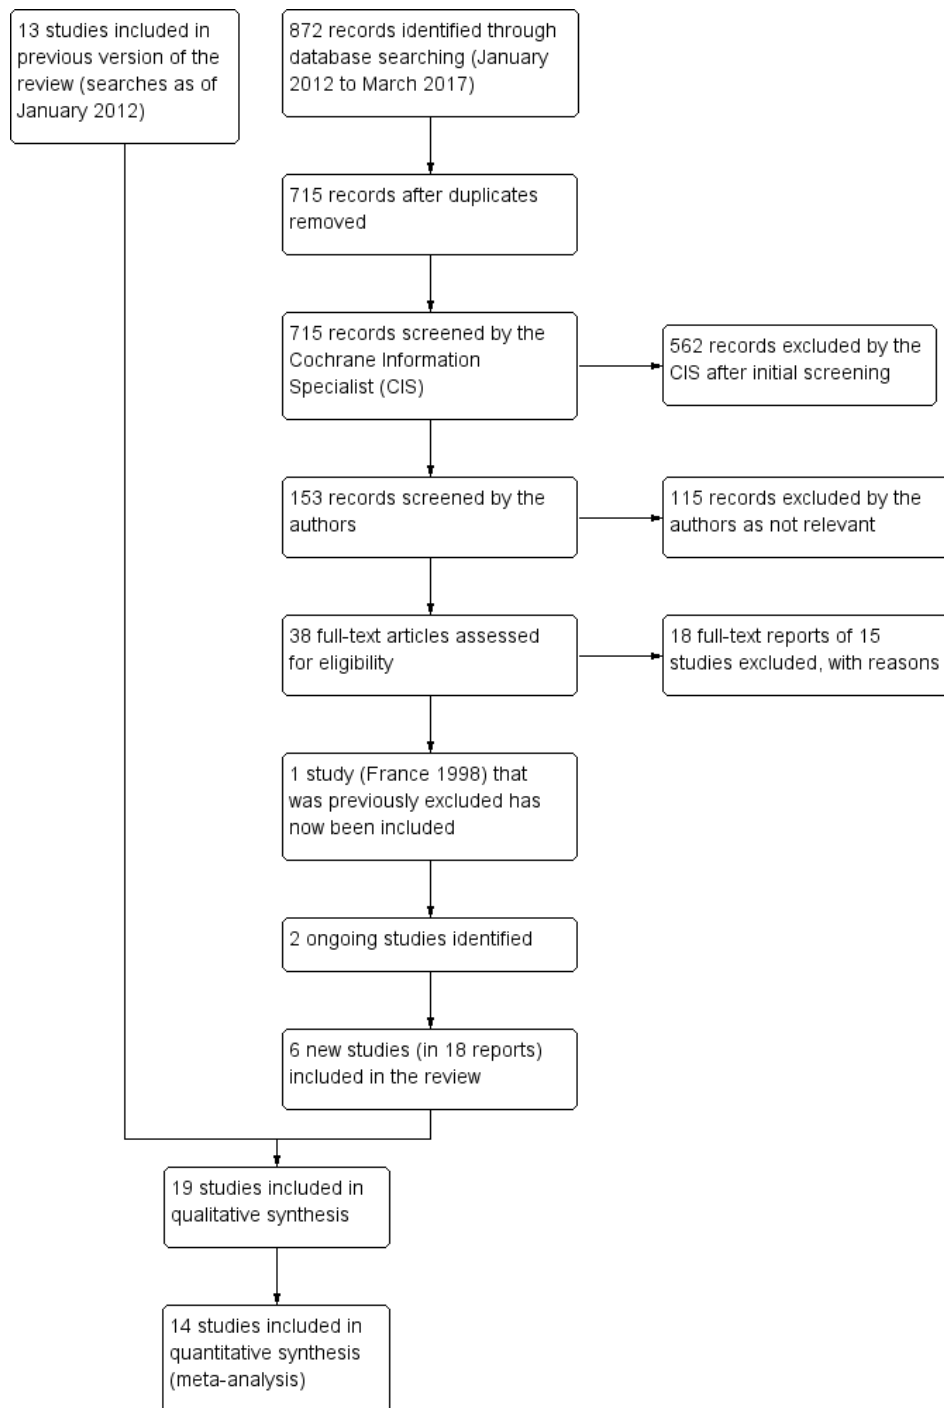 13 studies included in
previous version of the
review (searches as of
January 2012)
872 records identified through
database searching (January
2012 to March 2017)
715 records after duplicates
removed
715 records screened by the
Cochrane Information
Specialist (CIS)
562 records excluded by the
CIS after initial screening
153 records screened by the
authors
115 records excluded by the
authors as not relevant
38 full-text articles assessed
for eligibility
18 full-text reports of 15
studies excluded, with reasons
1 study (France 1998) that
was previously excluded has
now been included
2 ongoing studies identified
6 new studies (in 18 reports)
included in the review
19 studies included in
qualitative synthesis
14 studies included in
quantitative synthesis
(meta-analysis)